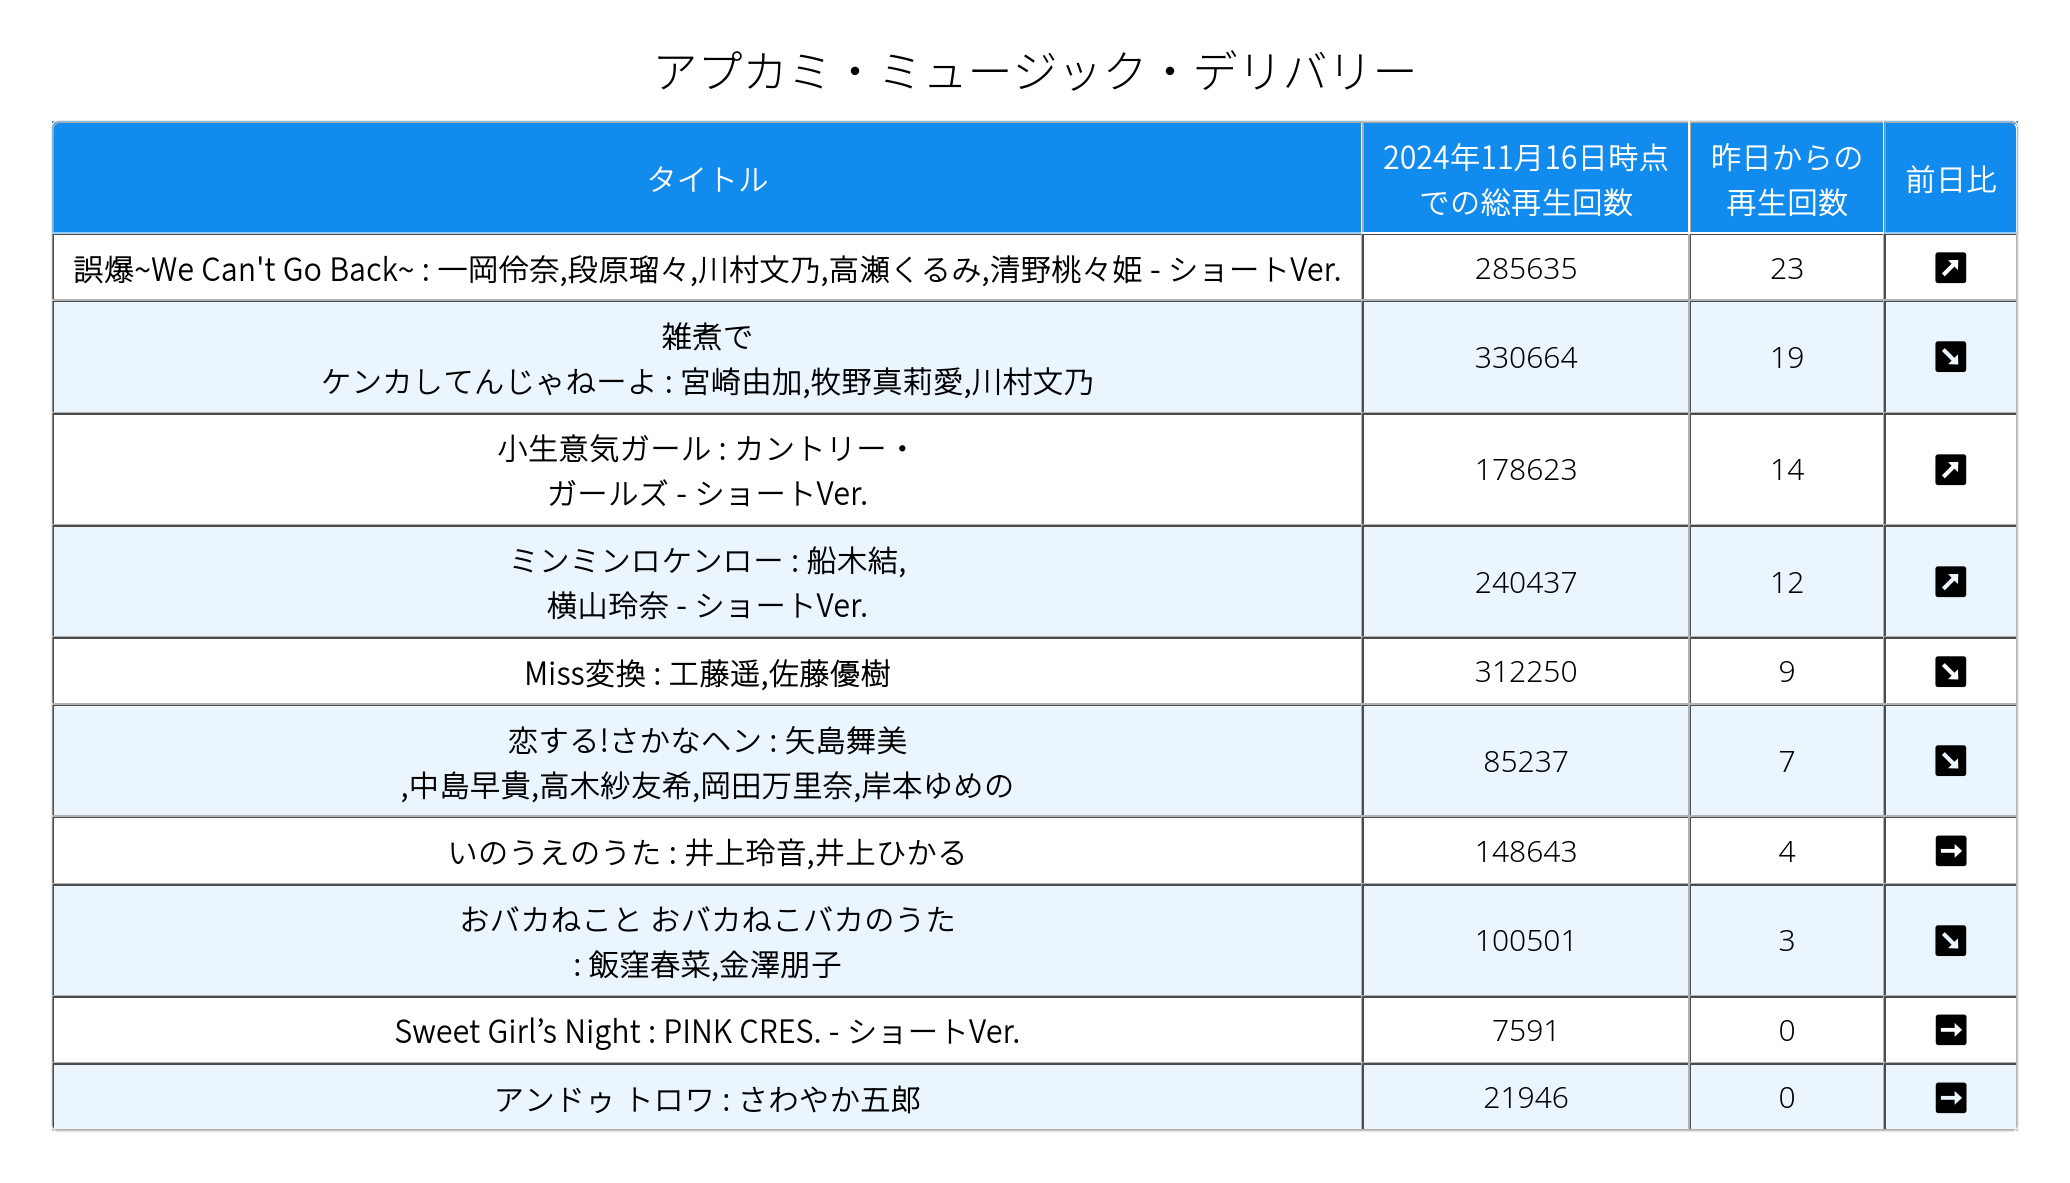 アプカミ・ミュージック・デリバリー
タイトル
2024年11月16日時点
での総再生回数
昨日からの
再生回数
前日比
誤爆~We Can't Go Back~ : 一岡伶奈,段原瑠々,川村文乃,高瀬くるみ,清野桃々姫 - ショートVer.
285635
23
雑煮で
ケンカしてんじゃねーよ : 宮崎由加,牧野真莉愛,川村文乃
330664
19
小生意気ガール : カントリー・
ガールズ - ショートVer.
178623
14
ミンミンロケンロー : 船木結,
横山玲奈 - ショートVer.
240437
12
Miss変換 : 工藤遥,佐藤優樹
312250
9
恋する!さかなヘン : 矢島舞美
,中島早貴,高木紗友希,岡田万里奈,岸本ゆめの
85237
7
いのうえのうた : 井上玲音,井上ひかる
148643
4
おバカねこと おバカねこバカのうた
: 飯窪春菜,金澤朋子
100501
3
Sweet Girl’s Night : PINK CRES. - ショートVer.
7591
0
アンドゥ トロワ : さわやか五郎
21946
0